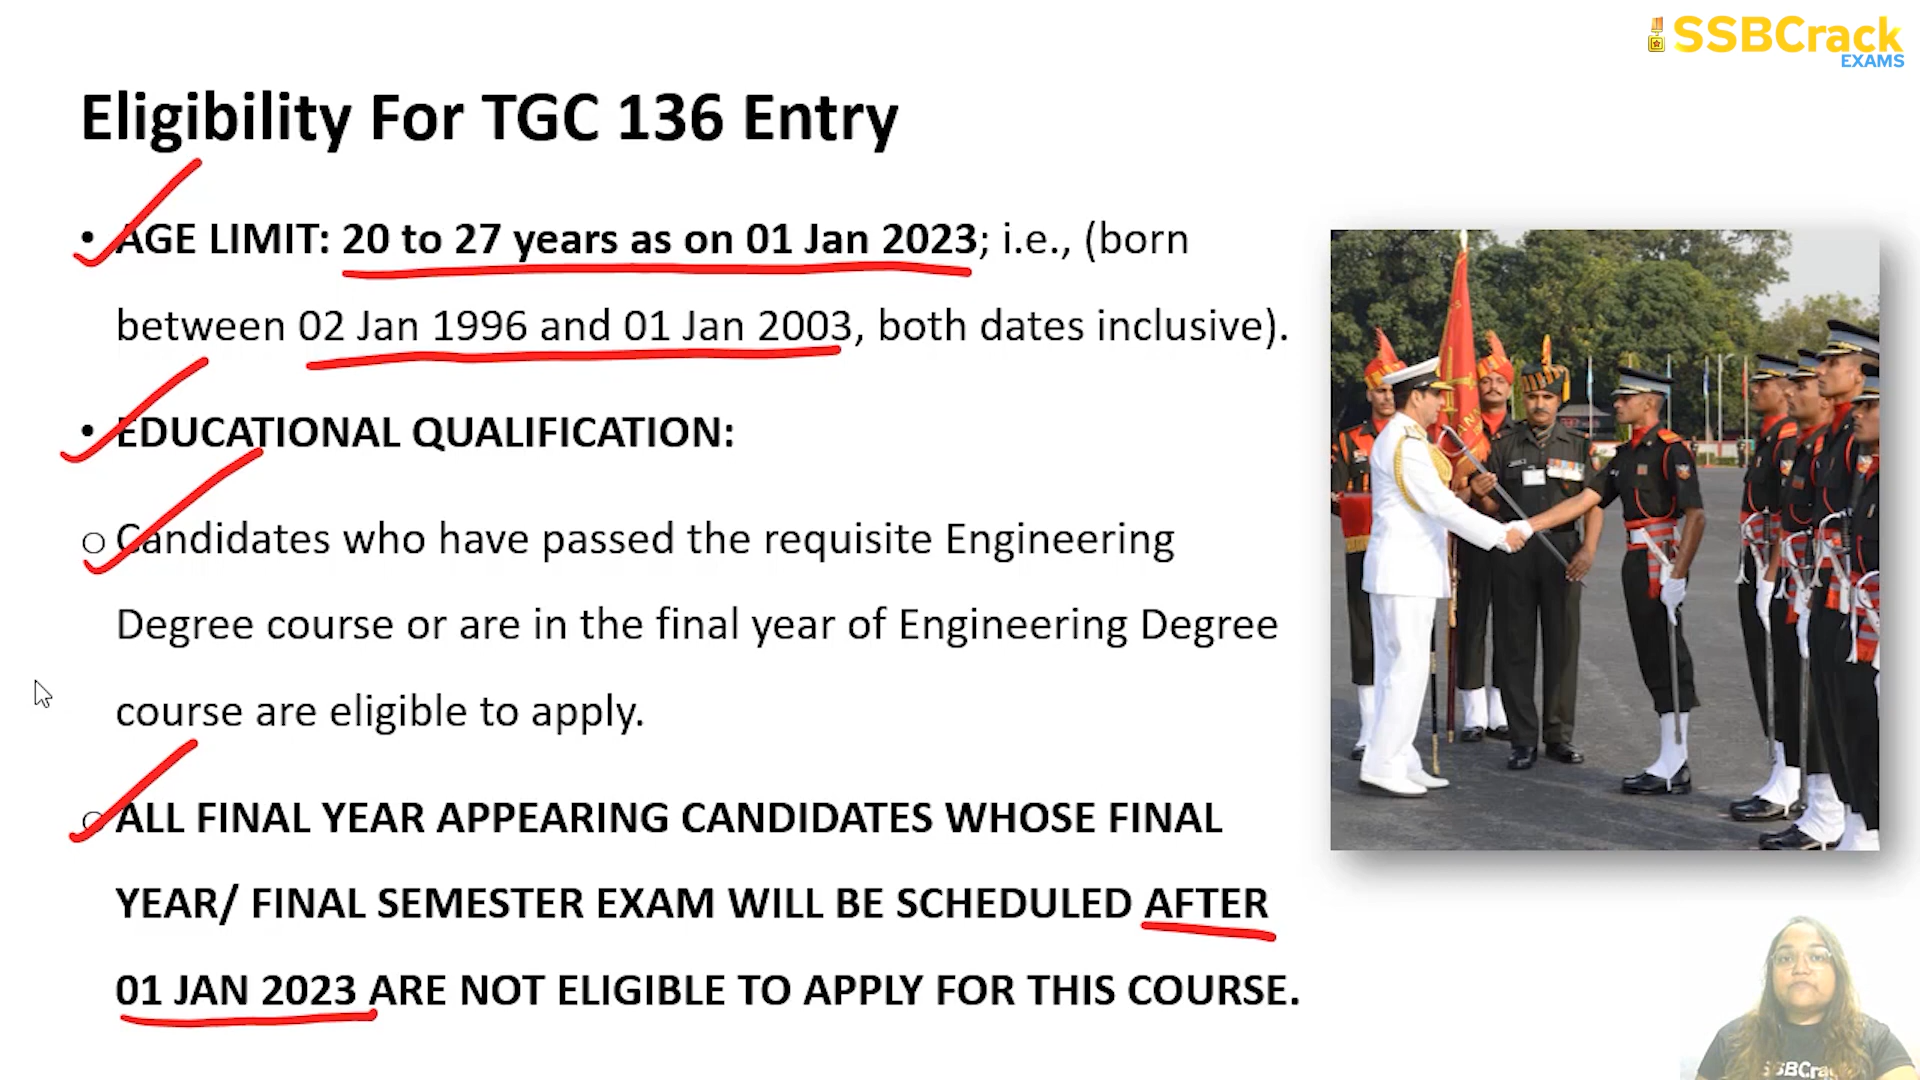 SSBCrack
EXAMS
Eligibility For TGC 136 Entry
• AGE LIMIT: 20 to 27 years as on 01 Jan 2023; i.e., (born
between 02 Jan 1996 and 01 Jan 2003, both dates inclusive).
• EDUCATIONAL QUALIFICATION:
○ Candidates who have passed the requisite Engineering
Degree course or are in the final year of Engineering Degree
course are eligible to apply.
○ ALL FINAL YEAR APPEARING CANDIDATES WHOSE FINAL
YEAR/ FINAL SEMESTER EXAM WILL BE SCHEDULED AFTER
01 JAN 2023 ARE NOT ELIGIBLE TO APPLY FOR THIS COURSE.